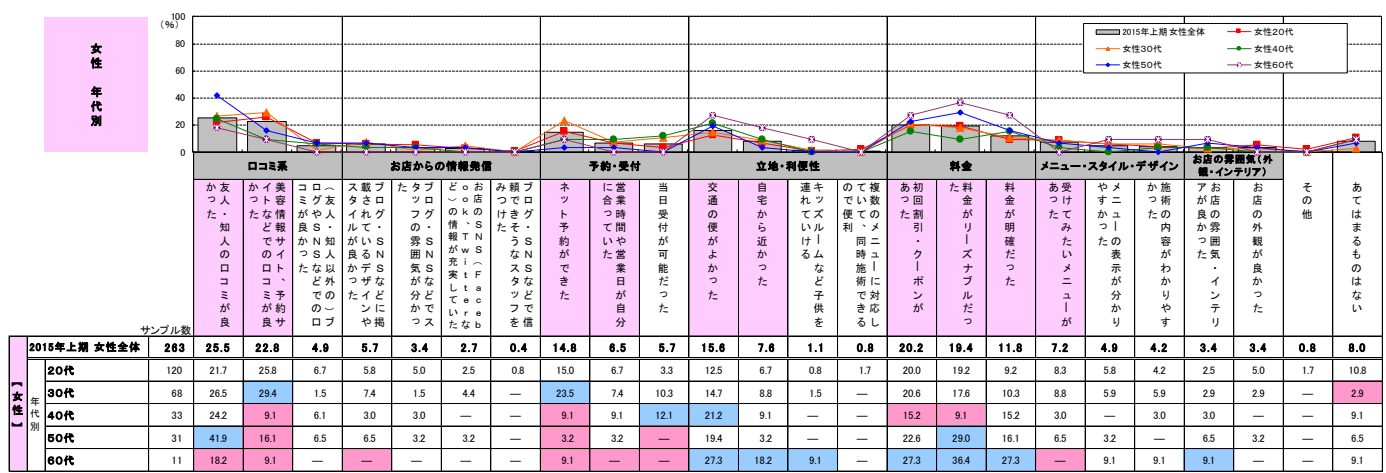 女性 年代別
(%)
100
80
60
40
20
0
2015年上期 女性全体
女性20代
女性30代
女性40代
女性50代
女性60代
口コミ系
お店からの情報発信
予約・受付
立地・利便性
料金
メニュー・スタイル・デザイン
お店の雰囲気(外
観・インテリア)
友人・知人の口コミが良
かった
美容情報サイト、予約サ
イトなどでの口コミが良
かった
(友人・知人以外の)ブ
ログやSNSなどでの口
コミが良かった
ブログ・SNSなどに掲
載されているデザインや
スタイルが良かった
ブログ・SNSなどでス
タッフの雰囲気が分かっ
た
お店のSNS(Faceb
ook、Twitterな
ど)の情報が充実していた
ブログ・SNSなどで信
頼できそうなスタッフを
みつけた
ネット予約ができた
営業時間や営業日が自分
に合っていた
当日受付が可能だった
交通の便がよかった
自宅から近かった
キッズルームなど子供を
連れていける
複数のメニューに対応し
ていて、同時施術できる
ので便利
初回割引・クーポンが
あった
料金がリーズナブルだっ
た
料金が明確だった
受けてみたいメニューが
あった
メニューの表示が分かり
やすかった
施術の内容がわかりやす
かった
お店の雰囲気・インテリ
アが良かった
お店の外観が良かった
その他
あてはまるものはない
サンプル数
2015年上期 女性全体 263 25.5 22.8 4.9 5.7 3.4 2.7 0.4 14.8 6.5 5.7 15.6 7.6 1.1 0.8 20.2 19.4 11.8 7.2 4.9 4.2 3.4 3.4 0.8 8.0
【女性】
年代別
20代 120 21.7 25.8 6.7 5.8 5.0 2.5 0.8 15.0 6.7 3.3 12.5 6.7 0.8 1.7 20.0 19.2 9.2 8.3 5.8 4.2 2.5 5.0 1.7 10.8
30代 68 26.5 29.4 1.5 7.4 1.5 4.4 — 23.5 7.4 10.3 14.7 8.8 1.5 — 20.6 17.6 10.3 8.8 5.9 5.9 2.9 2.9 — 2.9
40代 33 24.2 9.1 6.1 3.0 3.0 — — 9.1 9.1 12.1 21.2 9.1 — — 15.2 9.1 15.2 3.0 — 3.0 3.0 — — 9.1
50代 31 41.9 16.1 6.5 6.5 3.2 3.2 — 3.2 3.2 — 19.4 3.2 — — 22.6 29.0 16.1 6.5 3.2 — 6.5 3.2 — 6.5
60代 11 18.2 9.1 — — — — — 9.1 — — 27.3 18.2 9.1 — 27.3 36.4 27.3 — 9.1 9.1 9.1 — — 9.1